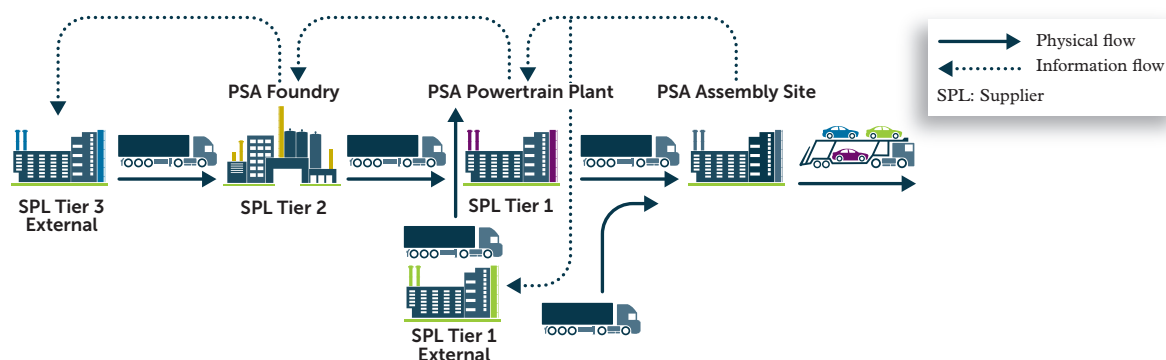 Physical flow
Information flow
SPL: Supplier
PSA Foundry
PSA Powertrain Plant
PSA Assembly Site
SPL Tier 3
External
SPL Tier 2
SPL Tier 1
SPL Tier 1
External